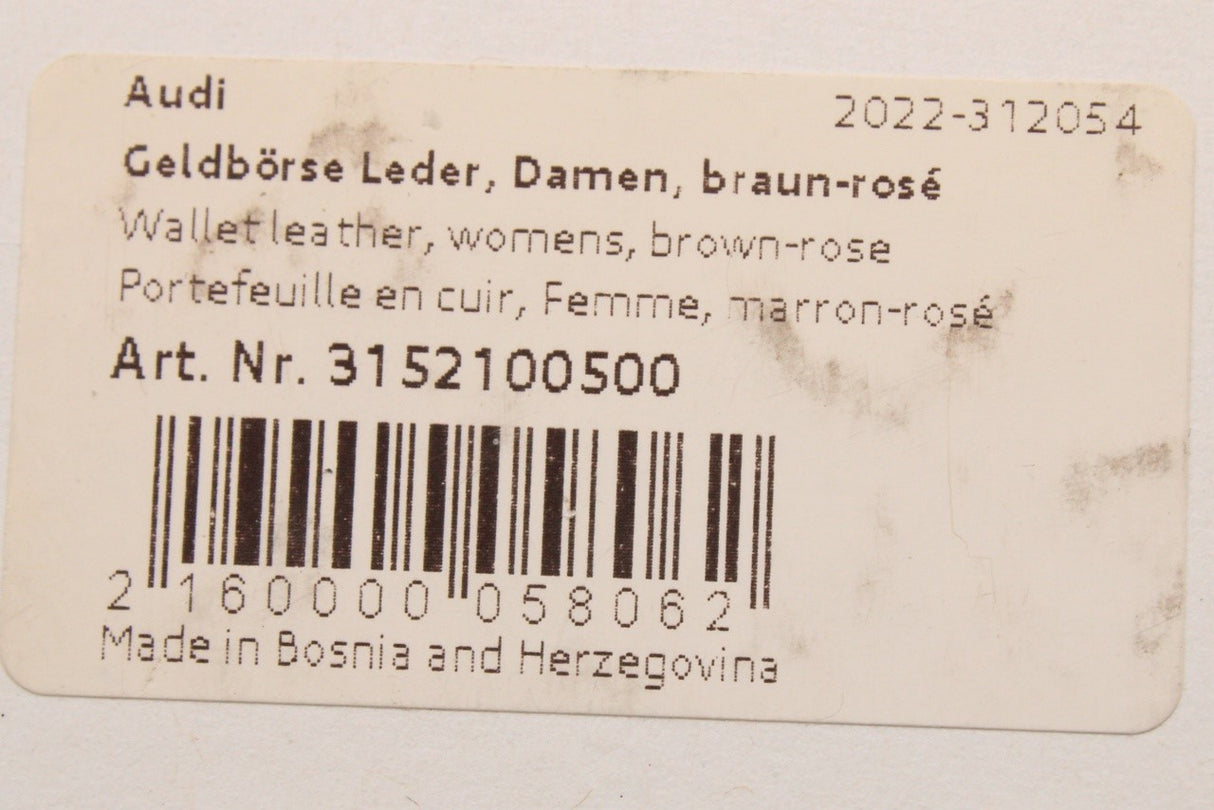 Audi
2022-312054
Geldbörse Leder, Damen, braun-rosé
Wallet leather, womens, brown-rose
Portefeuille en cuir, Femme, marron-rosé
Art. Nr. 3152100500
2 160000 058062
Made in Bosnia and Herzegovina